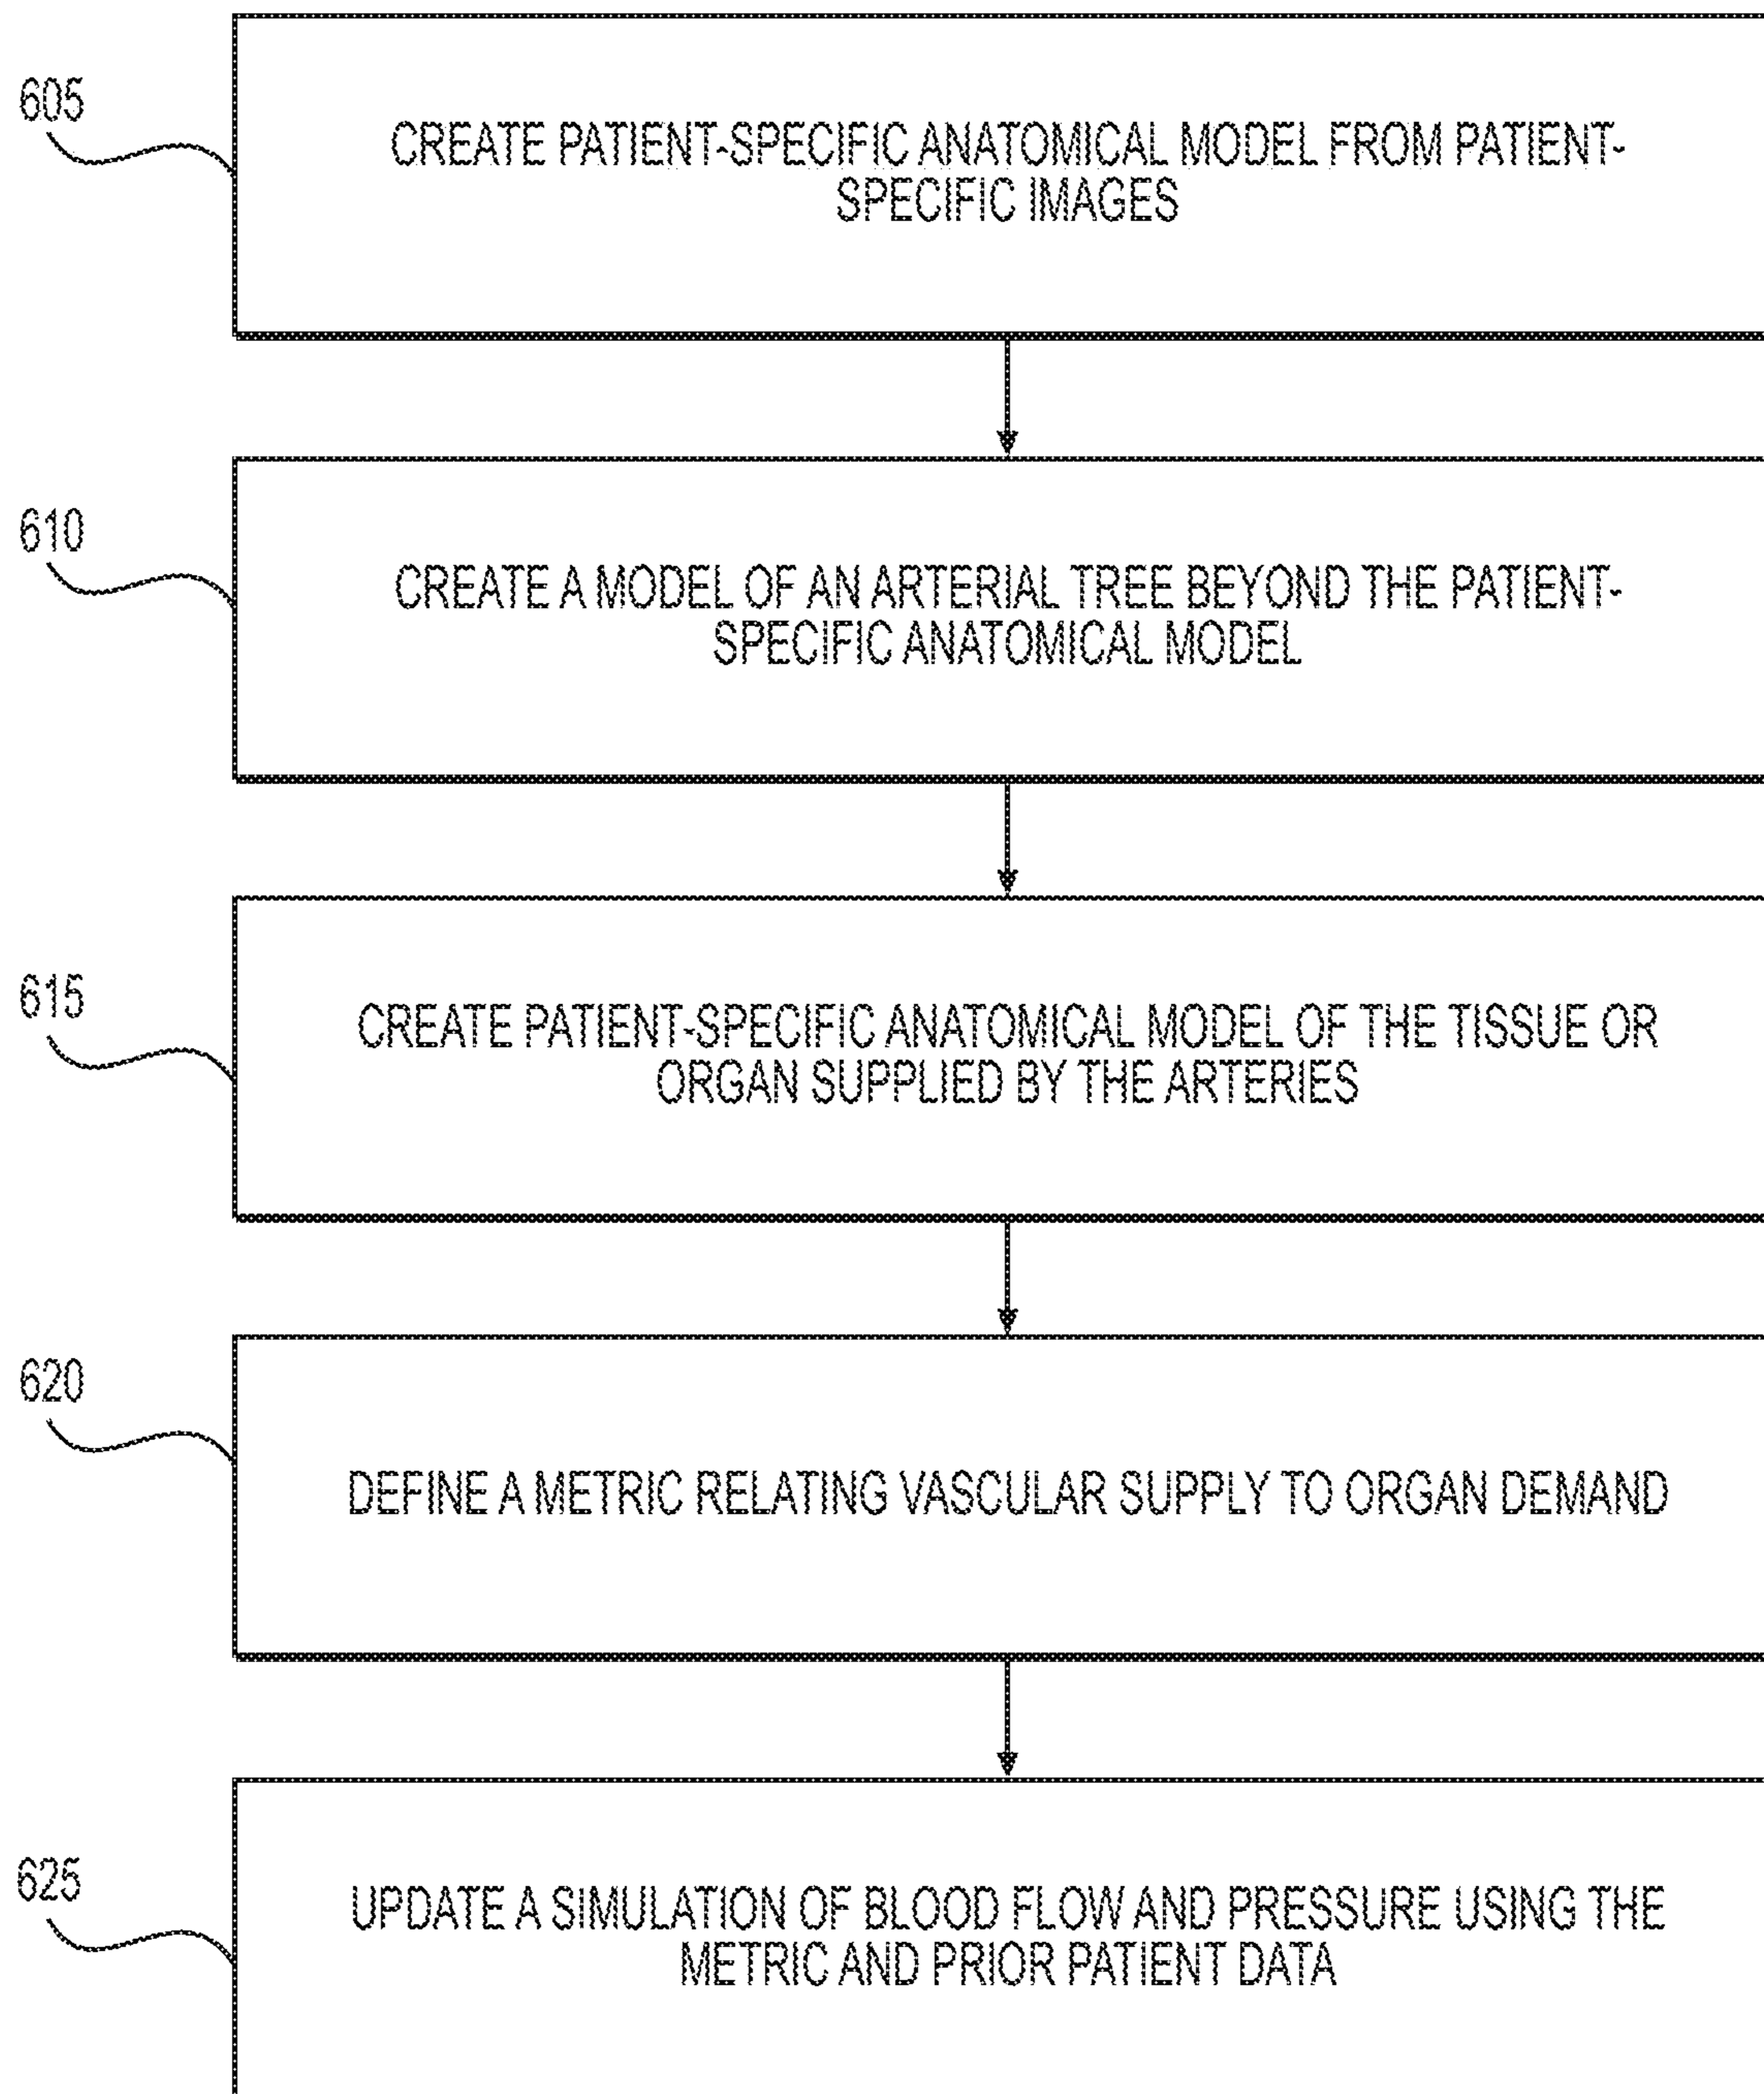 605
CREATE PATIENT-SPECIFIC ANATOMICAL MODEL FROM PATIENT-
SPECIFIC IMAGES
610
CREATE A MODEL OF AN ARTERIAL TREE BEYOND THE PATIENT-
SPECIFIC ANATOMICAL MODEL
615
CREATE PATIENT-SPECIFIC ANATOMICAL MODEL OF THE TISSUE OR
ORGAN SUPPLIED BY THE ARTERIES
620
DEFINE A METRIC RELATING VASCULAR SUPPLY TO ORGAN DEMAND
625
UPDATE A SIMULATION OF BLOOD FLOW AND PRESSURE USING THE
METRIC AND PRIOR PATIENT DATA